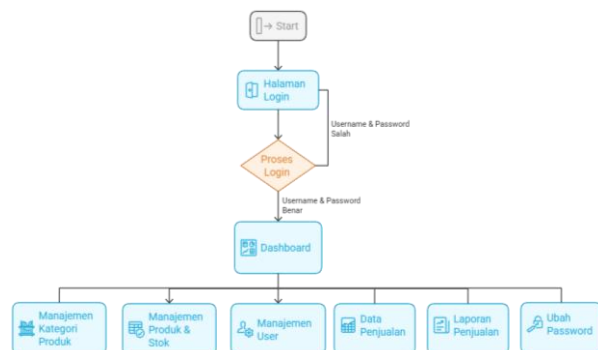 Start
Halaman
Login
Username & Password
Salah
Proses
Login
Username & Password
Benar
Dashboard
Manajemen
Kategori
Produk
Manajemen
Produk &
Stok
Manajemen
User
Data
Penjualan
Laporan
Penjualan
Ubah
Password